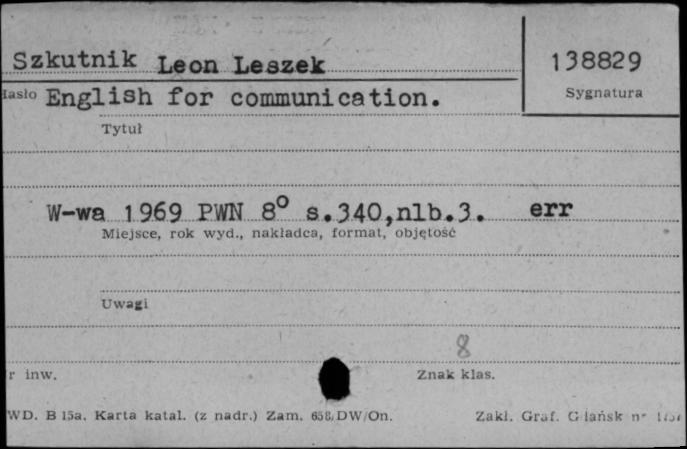 Szkutnik Leon Leszek
138829
Hasło English for communication.
Sygnatura
Tytuł
W-wa 1969 PWN 8° s.340,nlb.3. err
Miejsce, rok wyd., nakładca, format, objętość
Uwagi
8
r inw.
Znak klas.
WD. B 15a. Karta katal. (z nadr.) Zam. 658/DW/On.
Zakł. Graf. Gdańsk